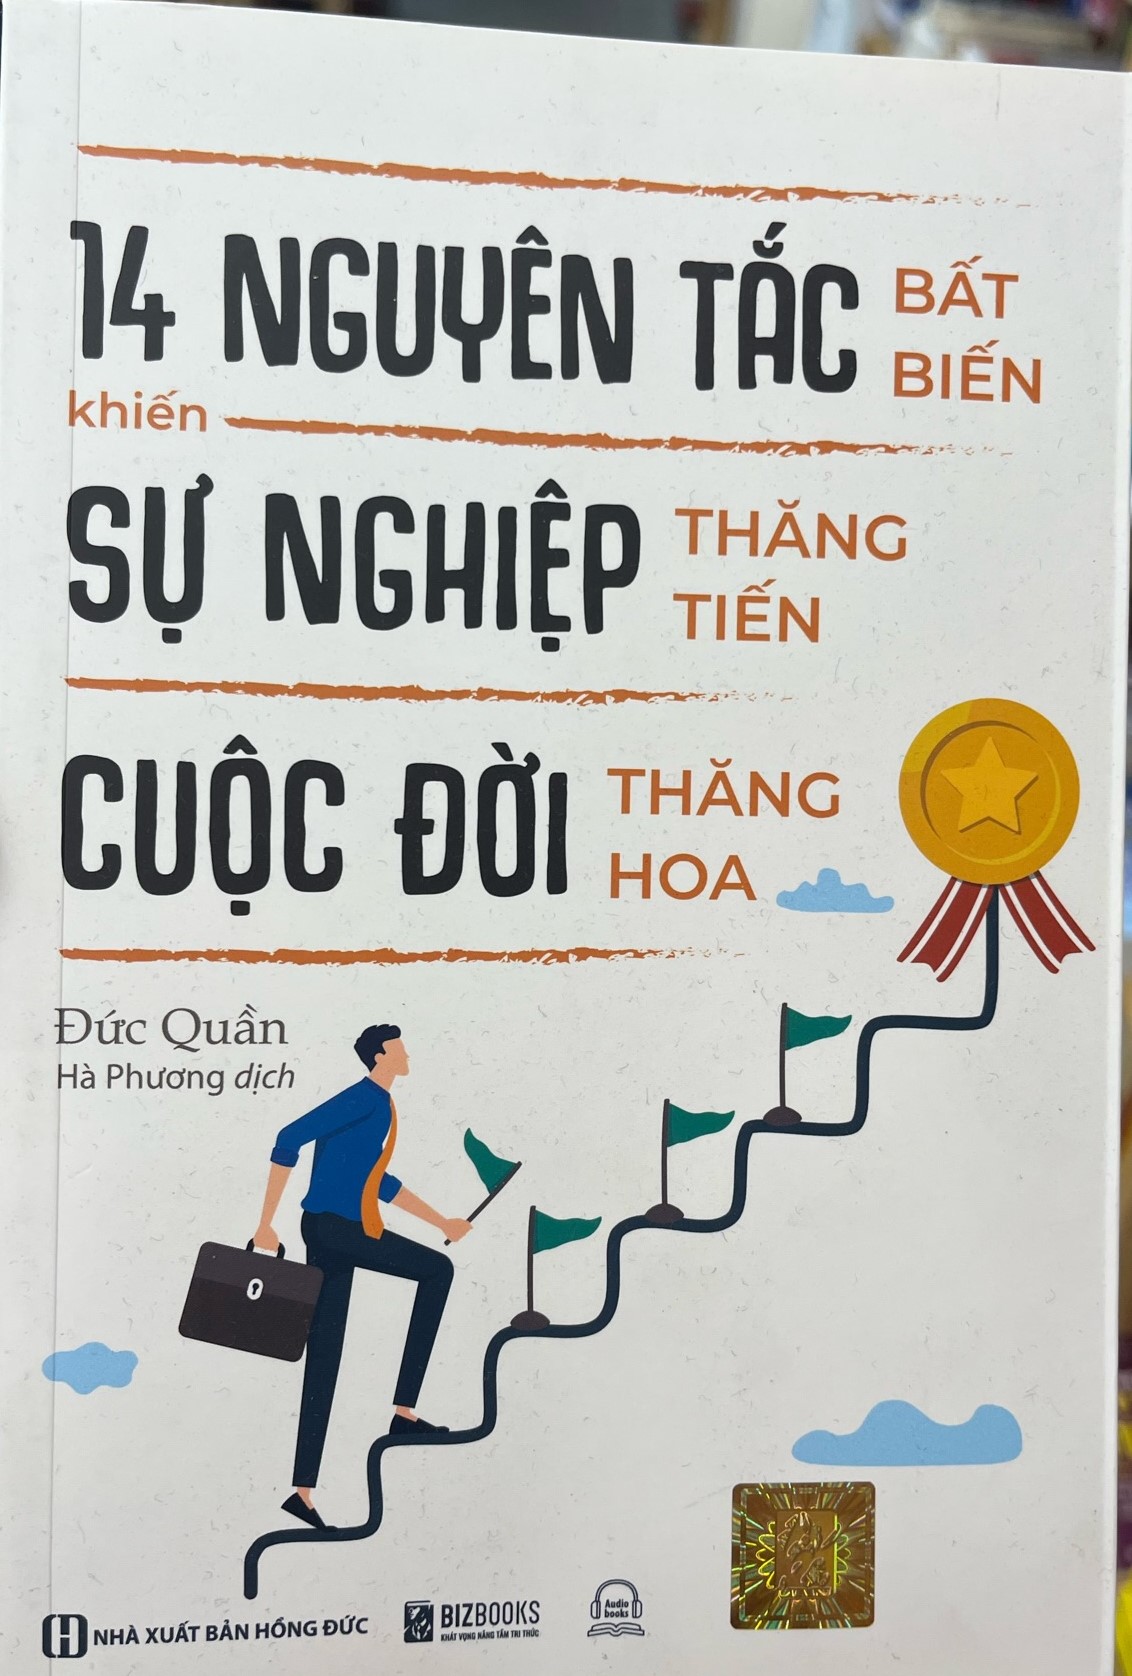 14 NGUYÊN TẮC BẤT BIẾN
khiến
SỰ NGHIỆP THĂNG TIẾN
CUỘC ĐỜI THĂNG HOA
Đức Quần
Hà Phương dịch
NHÀ XUẤT BẢN HỒNG ĐỨC
BIZBOOKS
KHÁT VỌNG NÂNG TẦM TRI THỨC
Audio
books